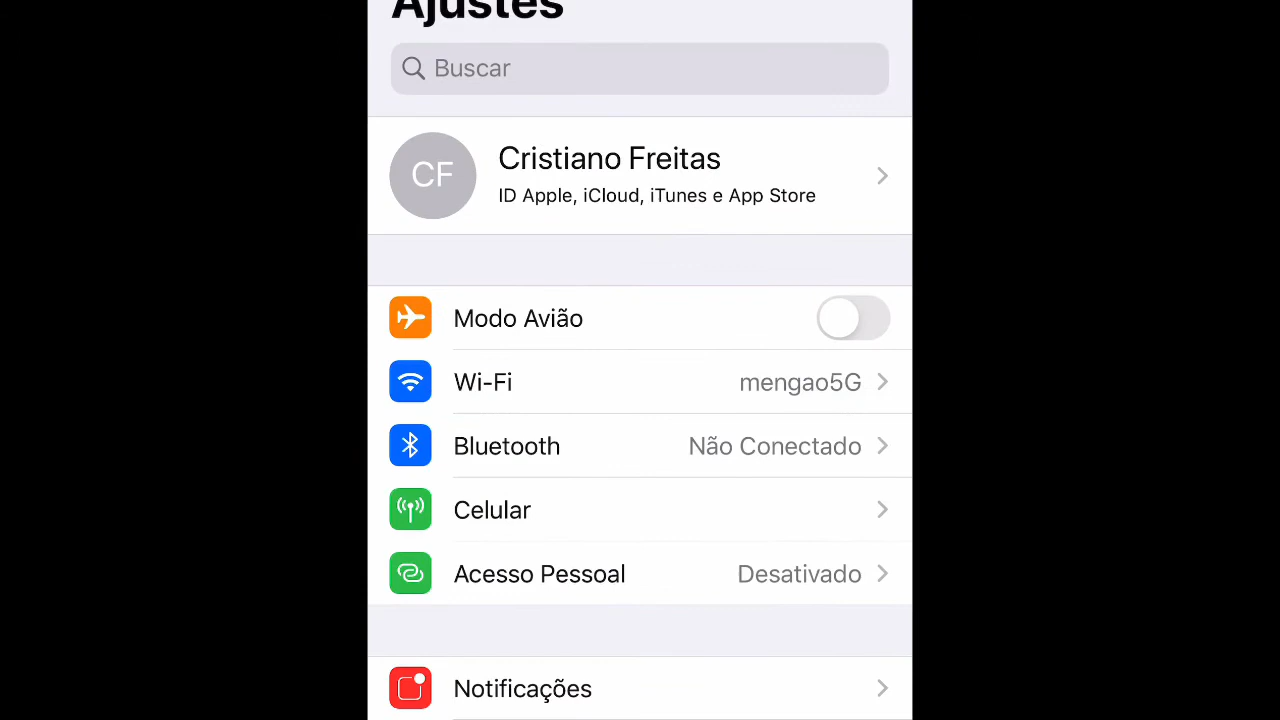 Ajustes
Buscar
CF
Cristiano Freitas
ID Apple, iCloud, iTunes e App Store
Modo Avião
Wi-Fi mengao5G
Bluetooth Não Conectado
Celular
Acesso Pessoal Desativado
Notificações